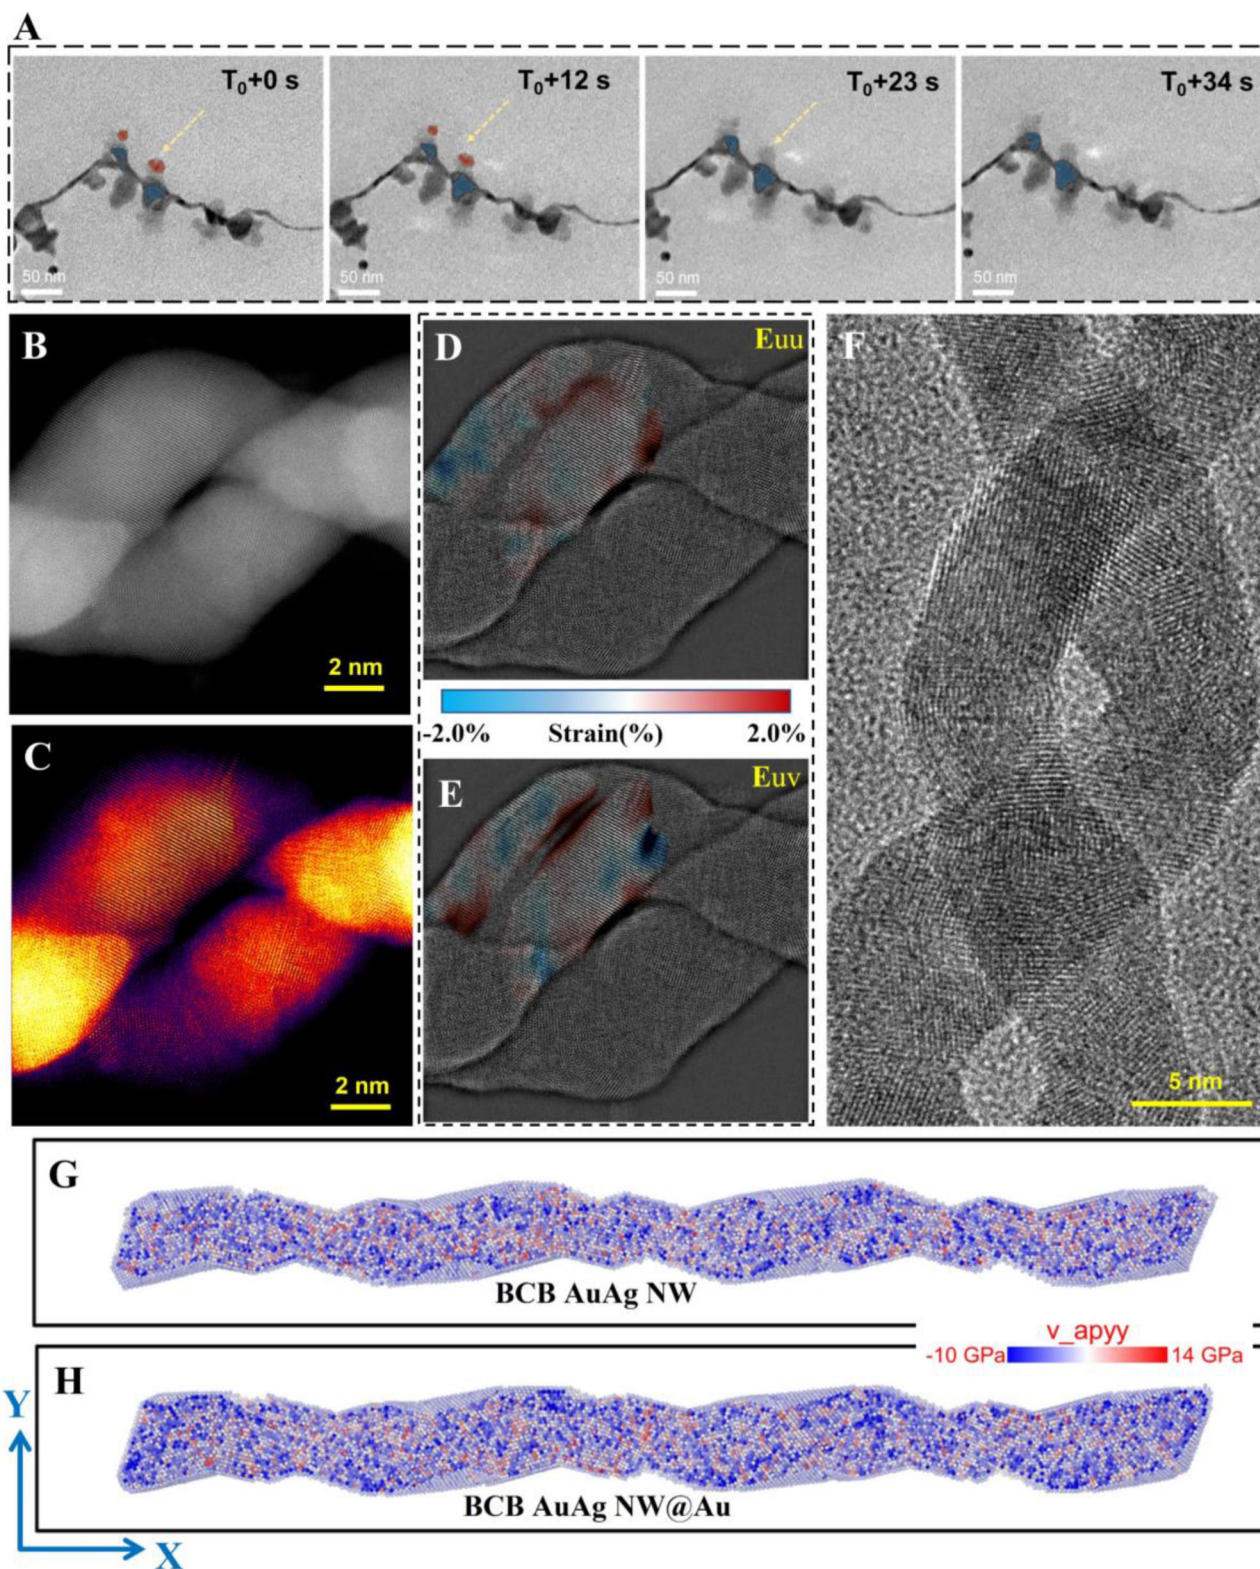 A
T0+0 s
T0+12 s
T0+23 s
T0+34 s
50 nm
50 nm
50 nm
50 nm
B
2 nm
C
2 nm
D
Euu
-2.0% Strain(%) 2.0%
E
Euv
F
5 nm
G
BCB AuAg NW
v_apyy
-10 GPa 14 GPa
H
BCB AuAg NW@Au
Y
X